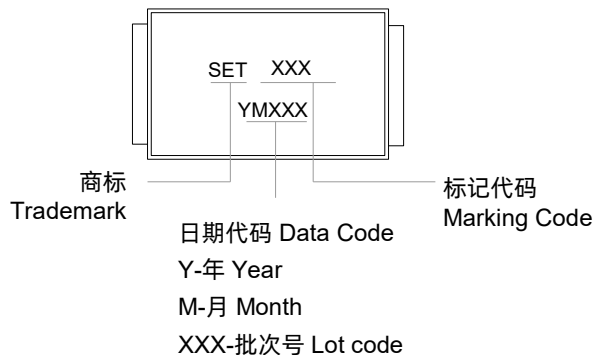 SET XXX
YMXXX
商标
Trademark
标记代码
Marking Code
日期代码 Data Code
Y-年 Year
M-月 Month
XXX-批次号 Lot code